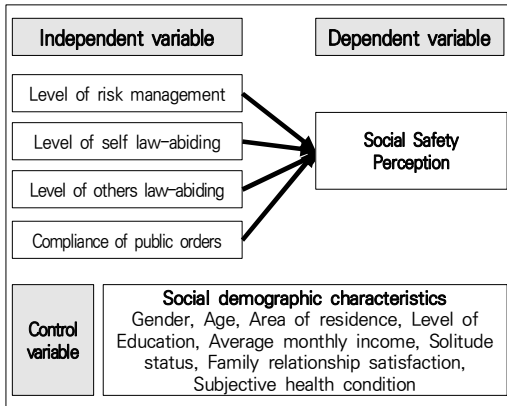 Independent variable
Dependent variable
Level of risk management
Level of self law-abiding
Level of others law-abiding
Compliance of public orders
Social Safety
Perception
Control
variable
Social demographic characteristics
Gender, Age, Area of residence, Level of
Education, Average monthly income, Solitude
status, Family relationship satisfaction,
Subjective health condition